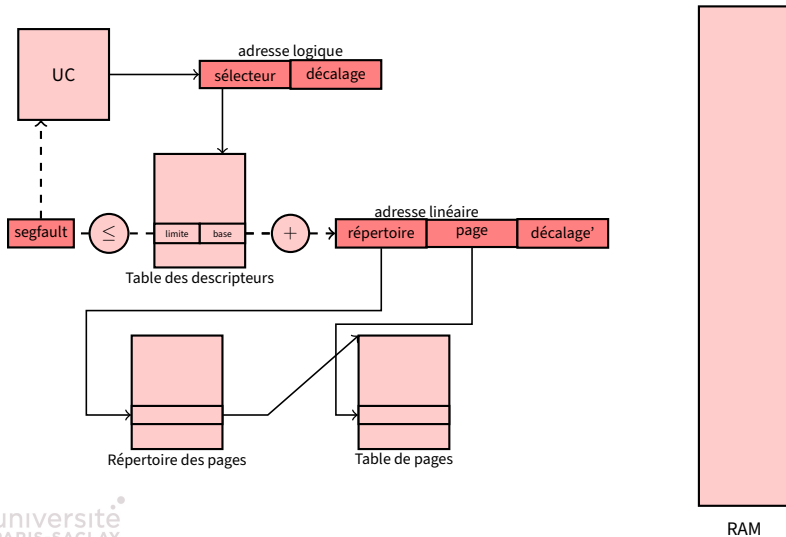 adresse logique
UC
sélecteur
décalage
adresse linéaire
segfault
≤
limite
base
+
répertoire
page
décalage’
Table des descripteurs
Répertoire des pages
Table de pages
université
PARIS-SACLAY
RAM